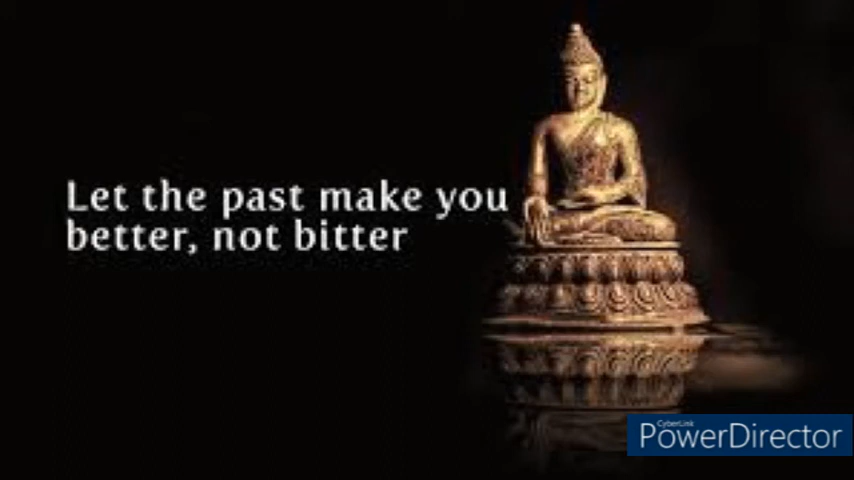 Let the past make you
better, not bitter
CyberLink
PowerDirector